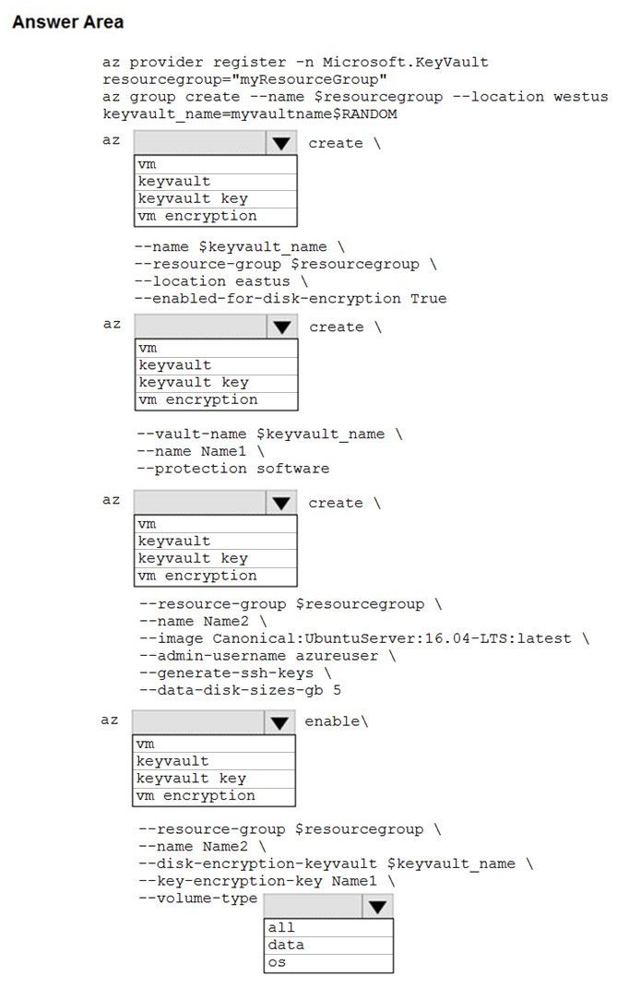 Answer Area
az provider register -n Microsoft.KeyVault
resourcegroup="myResourceGroup"
az group create --name $resourcegroup --location westus
keyvault_name=myvaultname$RANDOM
az create \
vm
keyvault
keyvault key
vm encryption
--name $keyvault_name \
--resource-group $resourcegroup \
--location eastus \
--enabled-for-disk-encryption True
az create \
vm
keyvault
keyvault key
vm encryption
--vault-name $keyvault_name \
--name Name1 \
--protection software
az create \
vm
keyvault
keyvault key
vm encryption
--resource-group $resourcegroup \
--name Name2 \
--image Canonical:UbuntuServer:16.04-LTS:latest \
--admin-username azureuser \
--generate-ssh-keys \
--data-disk-sizes-gb 5
az enable\
vm
keyvault
keyvault key
vm encryption
--resource-group $resourcegroup \
--name Name2 \
--disk-encryption-keyvault $keyvault_name \
--key-encryption-key Name1 \
--volume-type
all
data
os